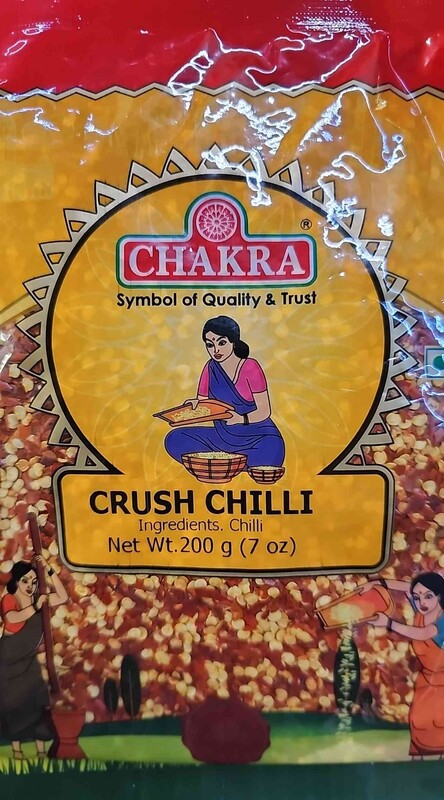 ®
CHAKRA
Symbol of Quality & Trust
CRUSH CHILLI
Ingredients. Chilli
Net Wt.200 g (7 oz)